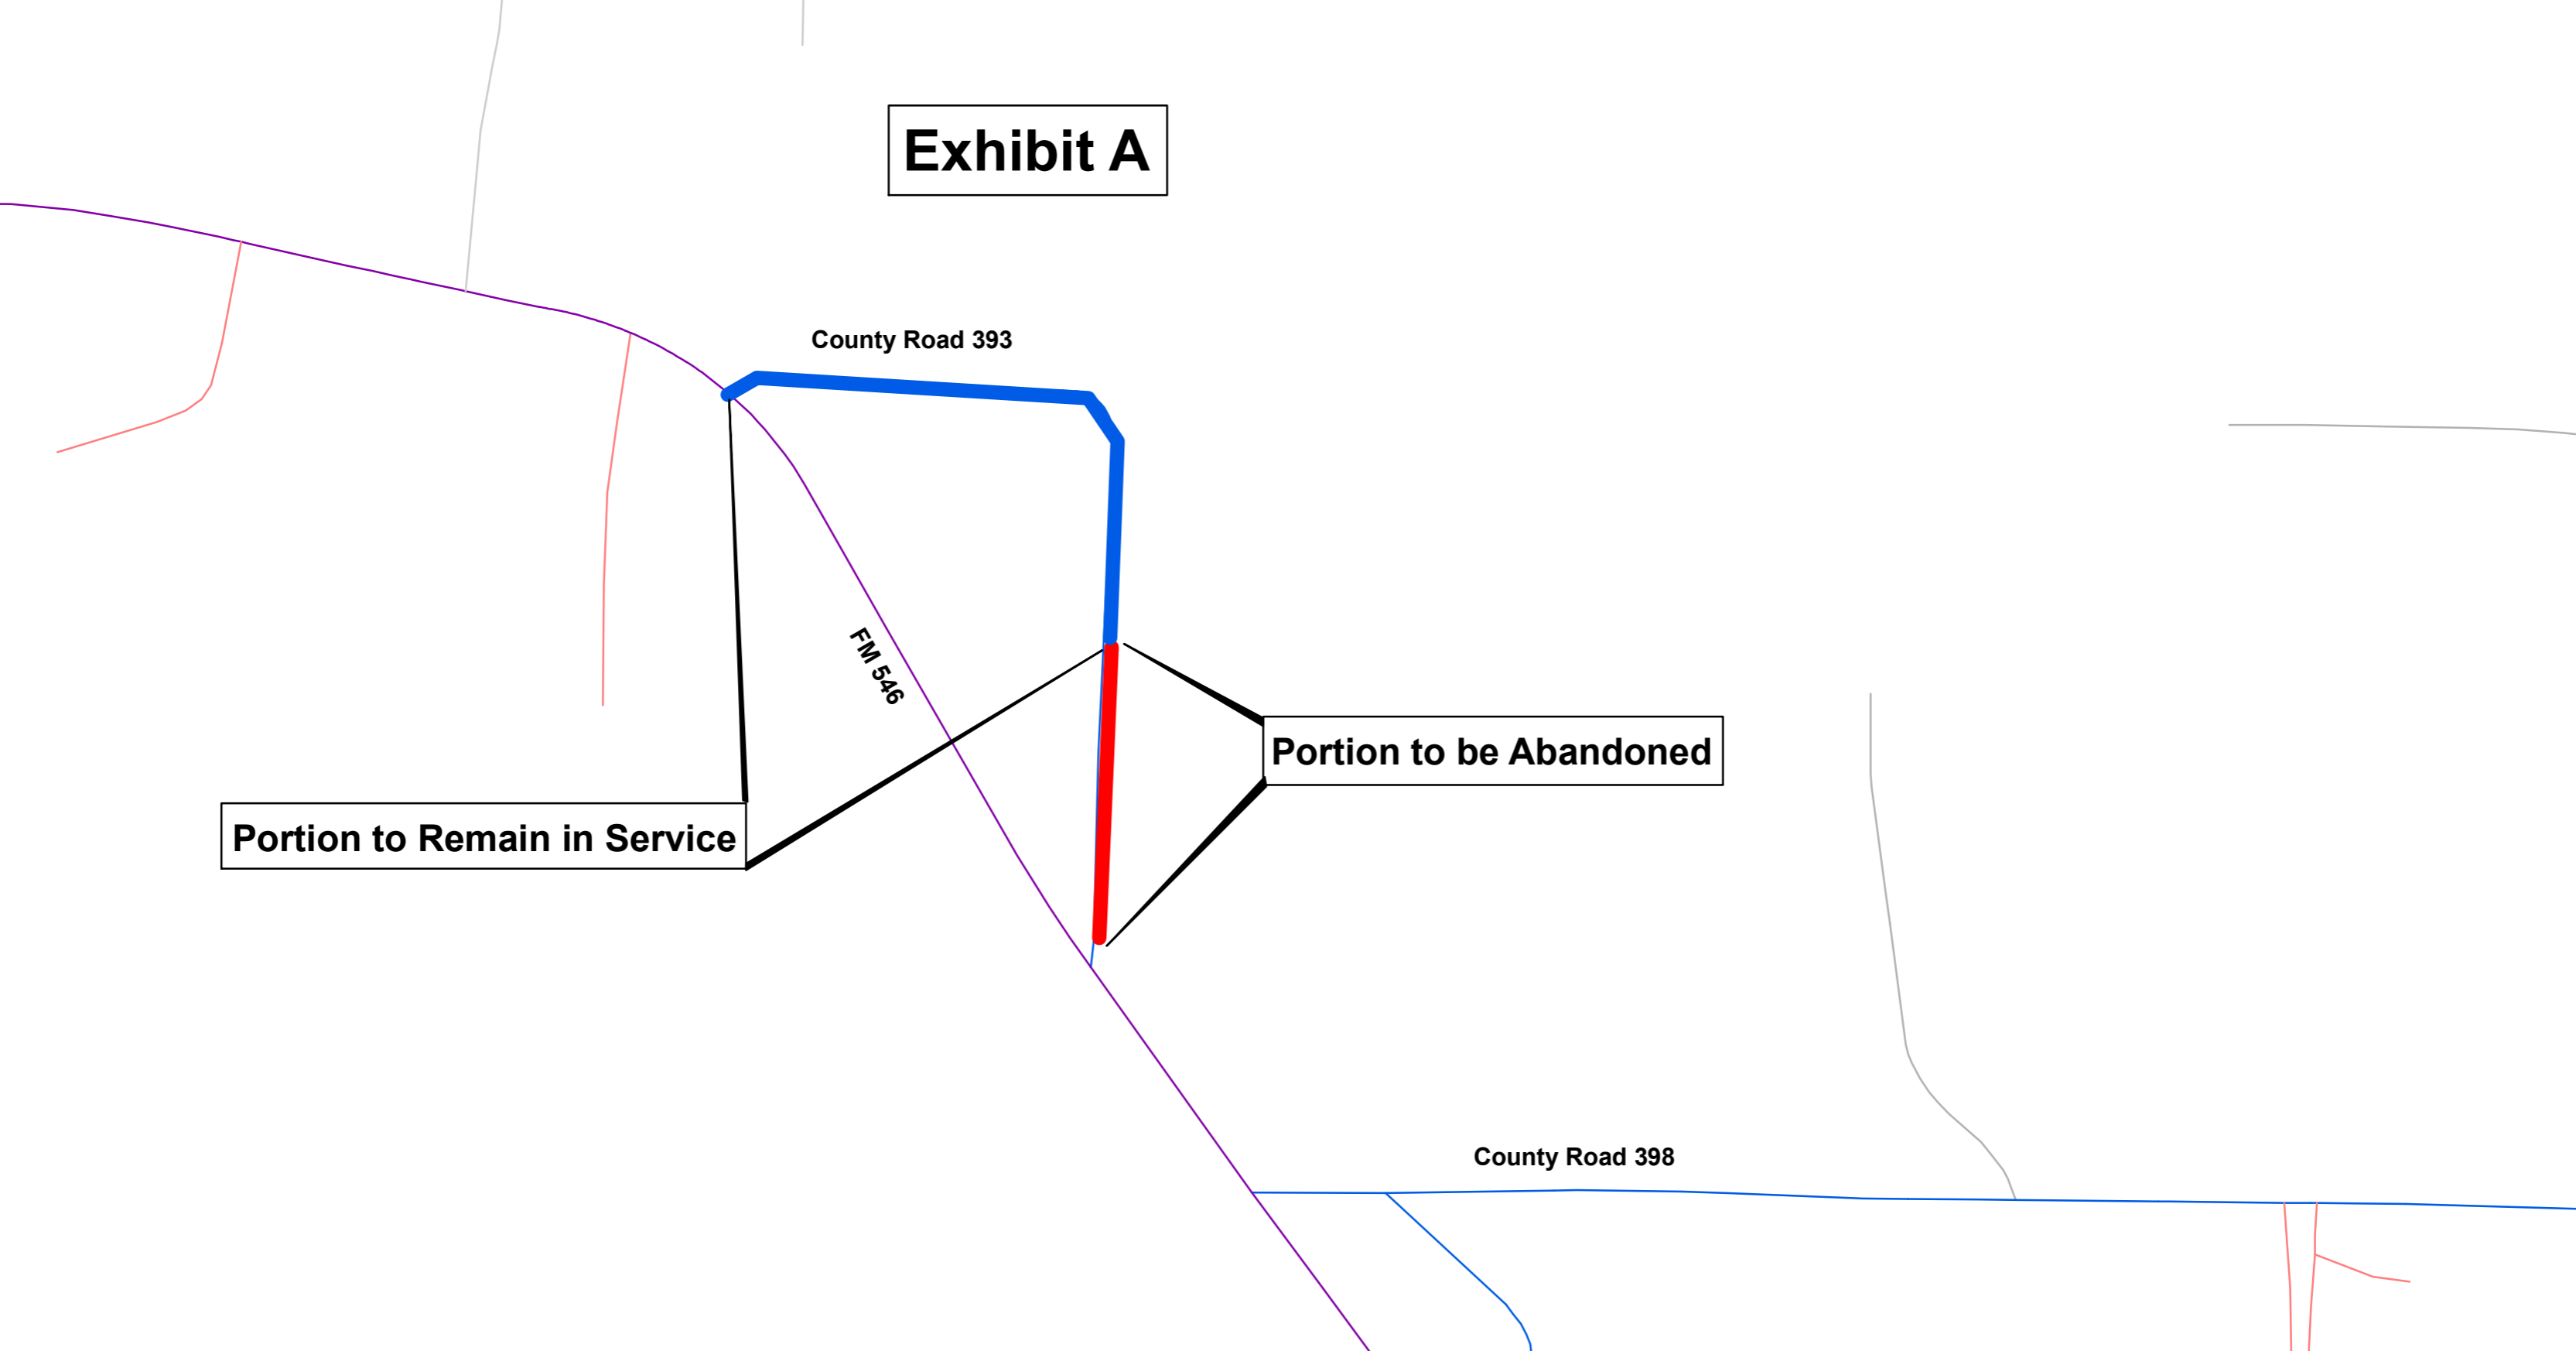 Exhibit A
County Road 393
FM 546
Portion to be Abandoned
Portion to Remain in Service
County Road 398